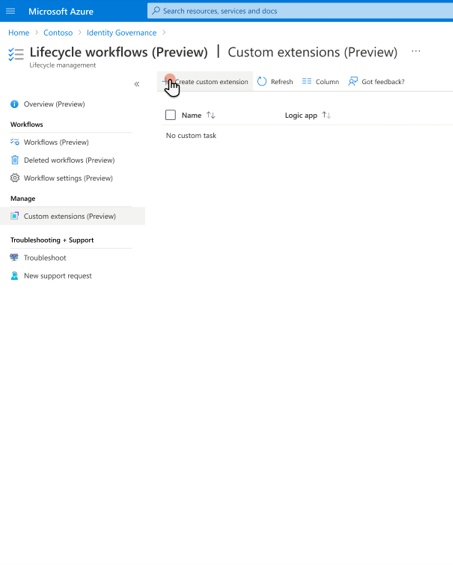 Microsoft Azure
Search resources, services and docs
Home > Contoso > Identity Governance >
Lifecycle workflows (Preview) | Custom extensions (Preview) ...
Lifecycle management
«
+ Create custom extension Refresh Column Got feedback?
Overview (Preview)
Name ↑↓ Logic app ↑↓
Workflows
No custom task
Workflows (Preview)
Deleted workflows (Preview)
Workflow settings (Preview)
Manage
Custom extensions (Preview)
Troubleshooting + Support
Troubleshoot
New support request